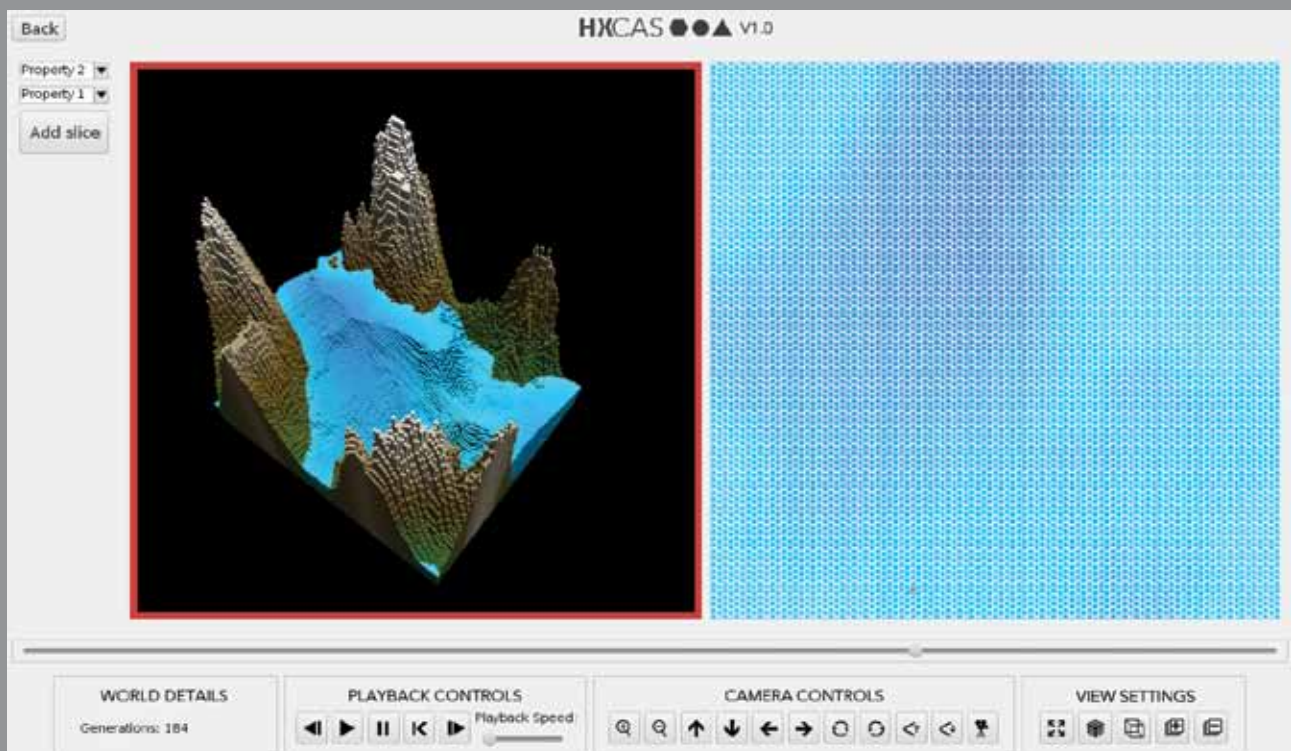 Back
HXCAS V1.0
Property 2
Property 1
Add slice
WORLD DETAILS
Generations: 184
PLAYBACK CONTROLS
Playback Speed
CAMERA CONTROLS
VIEW SETTINGS